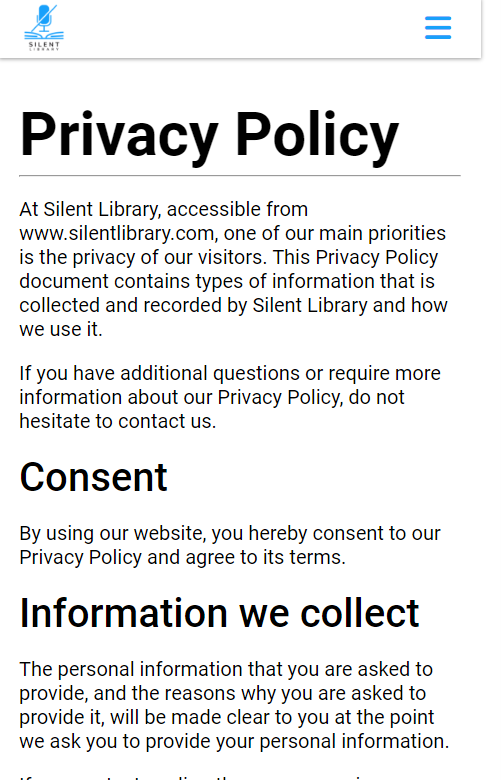 SILENT
LIBRARY
Privacy Policy
At Silent Library, accessible from
www.silentlibrary.com, one of our main priorities
is the privacy of our visitors. This Privacy Policy
document contains types of information that is
collected and recorded by Silent Library and how
we use it.
If you have additional questions or require more
information about our Privacy Policy, do not
hesitate to contact us.
Consent
By using our website, you hereby consent to our
Privacy Policy and agree to its terms.
Information we collect
The personal information that you are asked to
provide, and the reasons why you are asked to
provide it, will be made clear to you at the point
we ask you to provide your personal information.